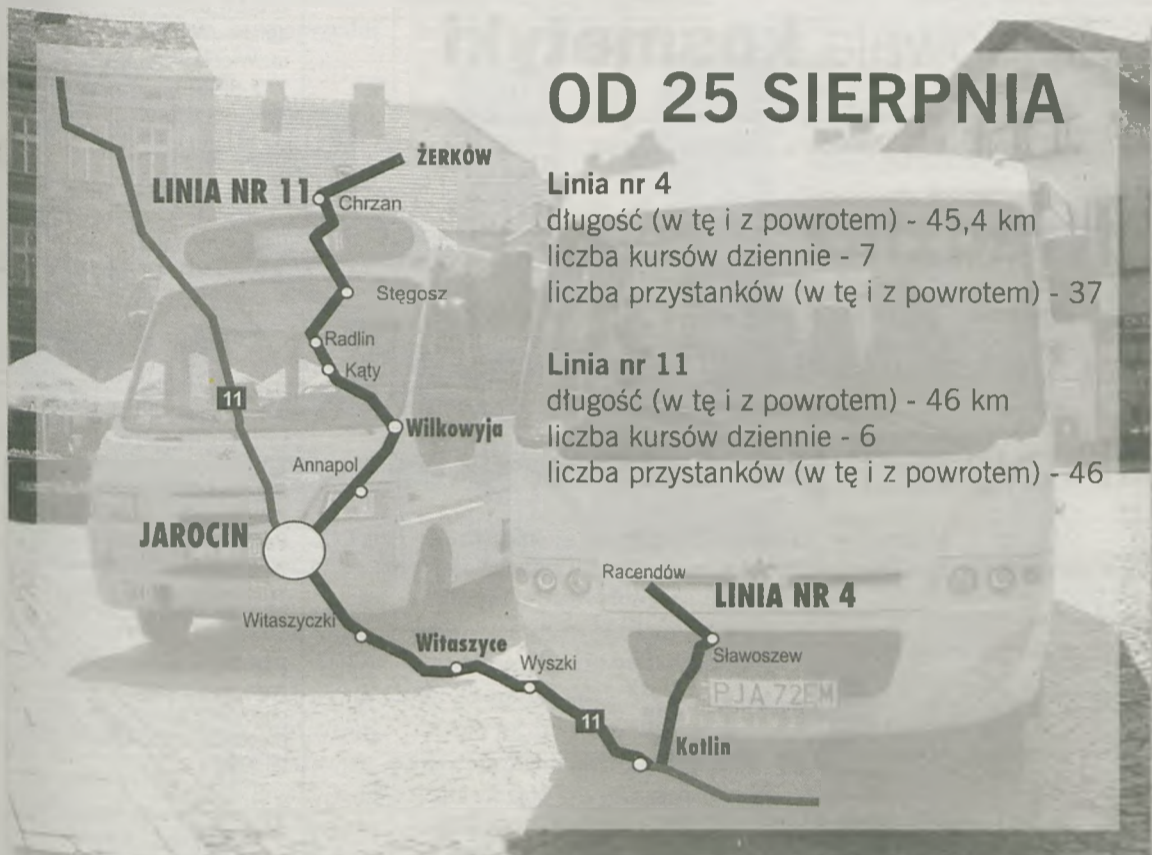 OD 25 SIERPNIA
Linia nr 4
długość (w tę i z powrotem) - 45,4 km
liczba kursów dziennie - 7
liczba przystanków (w tę i z powrotem) - 37
Linia nr 11
długość (w tę i z powrotem) - 46 km
liczba kursów dziennie - 6
liczba przystanków (w tę i z powrotem) - 46
ŻERKÓW
LINIA NR 11
Chrzan
Stęgosz
Radlin
Kąty
11
Wilkowyja
Annapol
JAROCIN
Racendów
LINIA NR 4
Witaszyczki
Witaszyce
Wyszki
Sławoszew
PJA 72EM
11
Kotlin